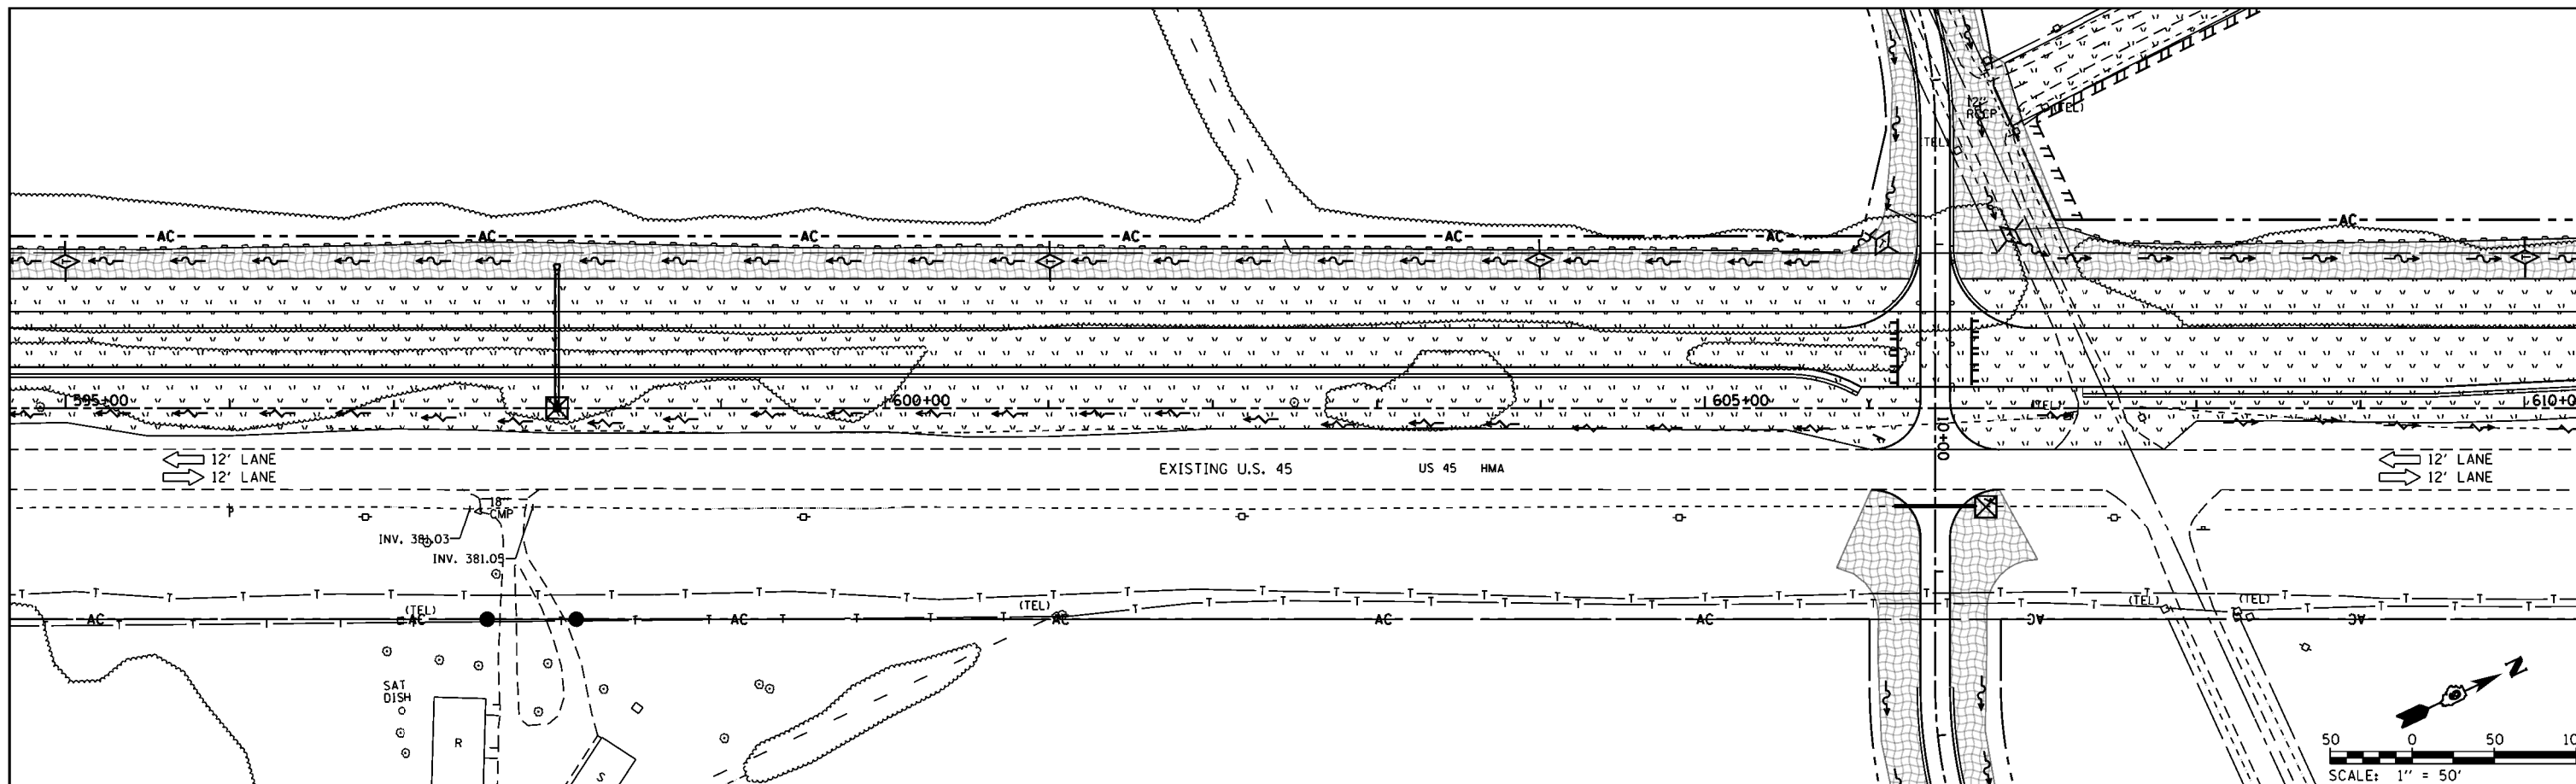 12"
RCCP
(TEL)
(TEL)
AC AC AC AC AC AC AC
595+00 600+00 605+00 610+0
(TEL)
10+00
12' LANE
12' LANE
EXISTING U.S. 45
US 45 HMA
12' LANE
12' LANE
18"
CMP
INV. 381.03
INV. 381.05
T T T T T T T T T T T T T T T T T T T T T T T T T T T T T T T T T
(TEL) (TEL) (TEL) (TEL)
AC AC AC AC AC AC AC AC
SAT
DISH
R
S
N
50 0 50 10
SCALE: 1" = 50'